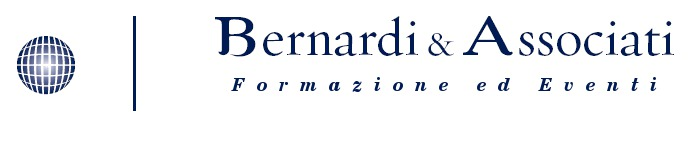 Bernardi & Associati
Formazione ed Eventi